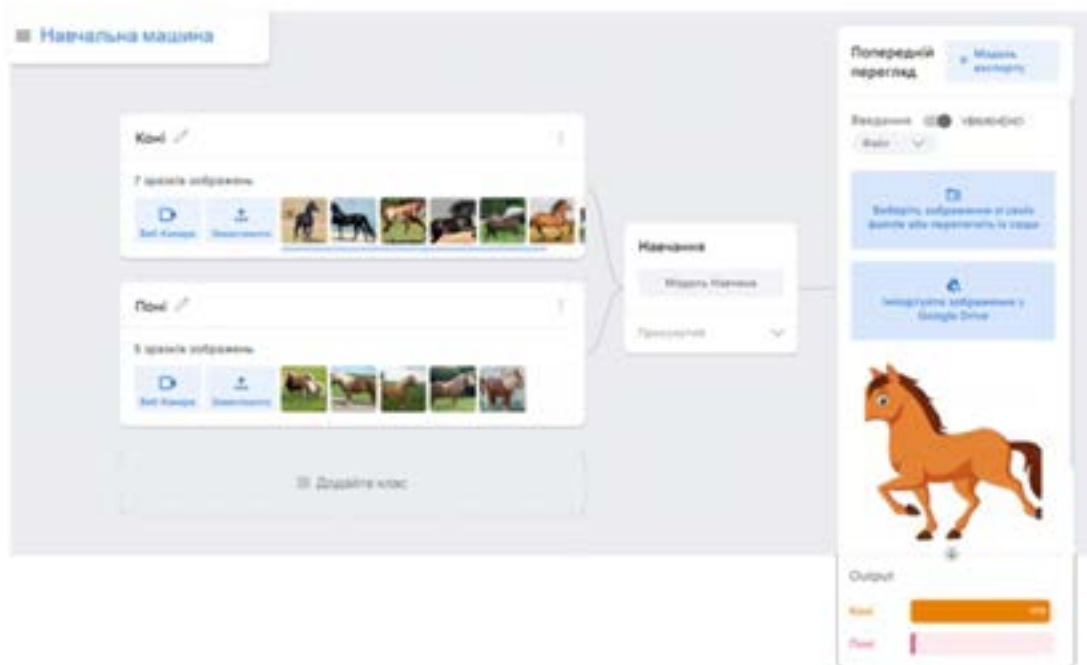 Навчальна машина
Коні
7 зразків зображень
Веб Камера
Завантажити
Поні
5 зразків зображень
Веб Камера
Завантажити
Додайте клас
Навчання
Модель Навчена
Просунутий
Попередній
перегляд
Модель
експорту
Введення
УВІМКНЕНО
Файл
Виберіть зображення зі своїх
файлів або перетягніть їх сюди
Імпортуйте зображення з
Google Drive
Output
Коні
Поні